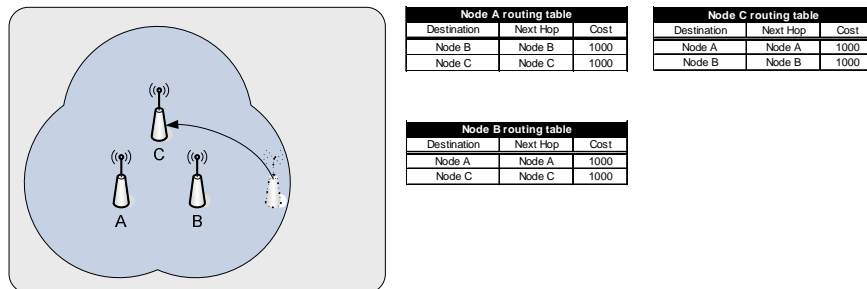 C
A
B
Node A routing table
Destination Next Hop Cost
Node B Node B 1000
Node C Node C 1000
Node C routing table
Destination Next Hop Cost
Node A Node A 1000
Node B Node B 1000
Node B routing table
Destination Next Hop Cost
Node A Node A 1000
Node C Node C 1000